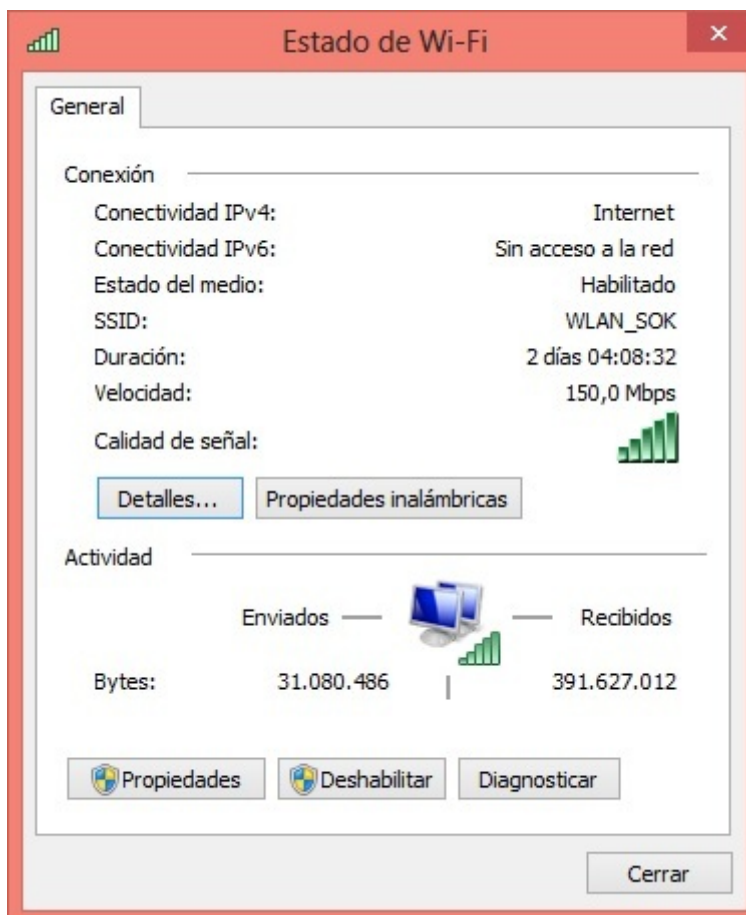 Estado de Wi-Fi
General
Conexión
Conectividad IPv4: Internet
Conectividad IPv6: Sin acceso a la red
Estado del medio: Habilitado
SSID: WLAN_SOK
Duración: 2 días 04:08:32
Velocidad: 150,0 Mbps
Calidad de señal:
Detalles... Propiedades inalámbricas
Actividad
Enviados Recibidos
Bytes: 31.080.486 391.627.012
Propiedades Deshabilitar Diagnosticar
Cerrar